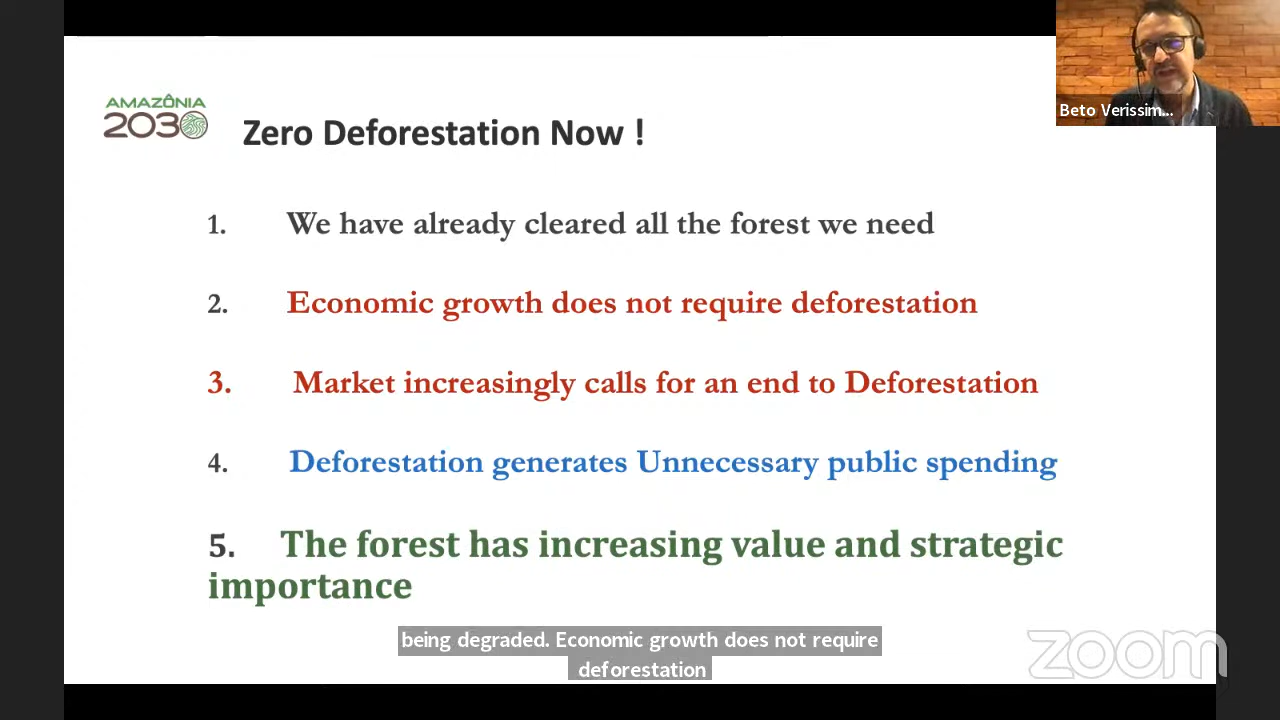 Beto Verissim...
AMAZÔNIA
2030
Zero Deforestation Now !
1. We have already cleared all the forest we need
2. Economic growth does not require deforestation
3. Market increasingly calls for an end to Deforestation
4. Deforestation generates Unnecessary public spending
5. The forest has increasing value and strategic
importance
being degraded. Economic growth does not require
deforestation
zoom